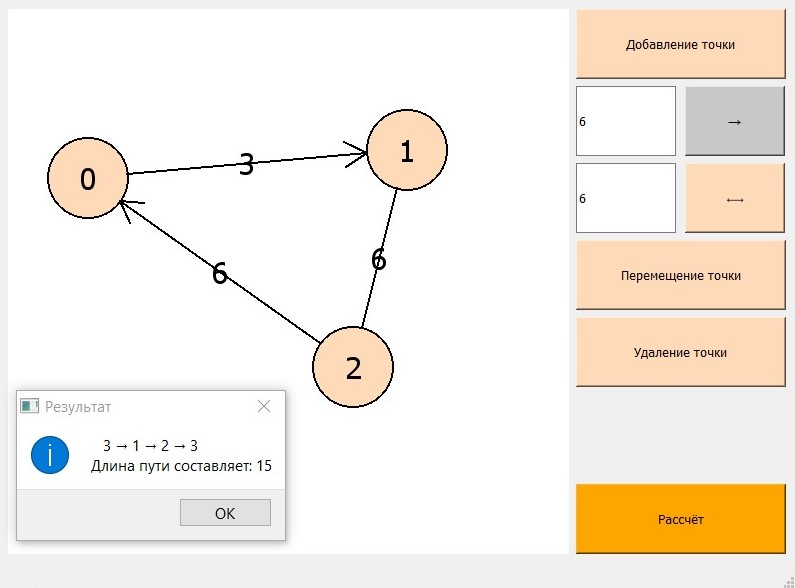 Добавление точки
6
→
6
↔
Перемещение точки
Удаление точки
Рассчёт
0
3
1
6
6
2
Результат
3 → 1 → 2 → 3
Длина пути составляет: 15
OK